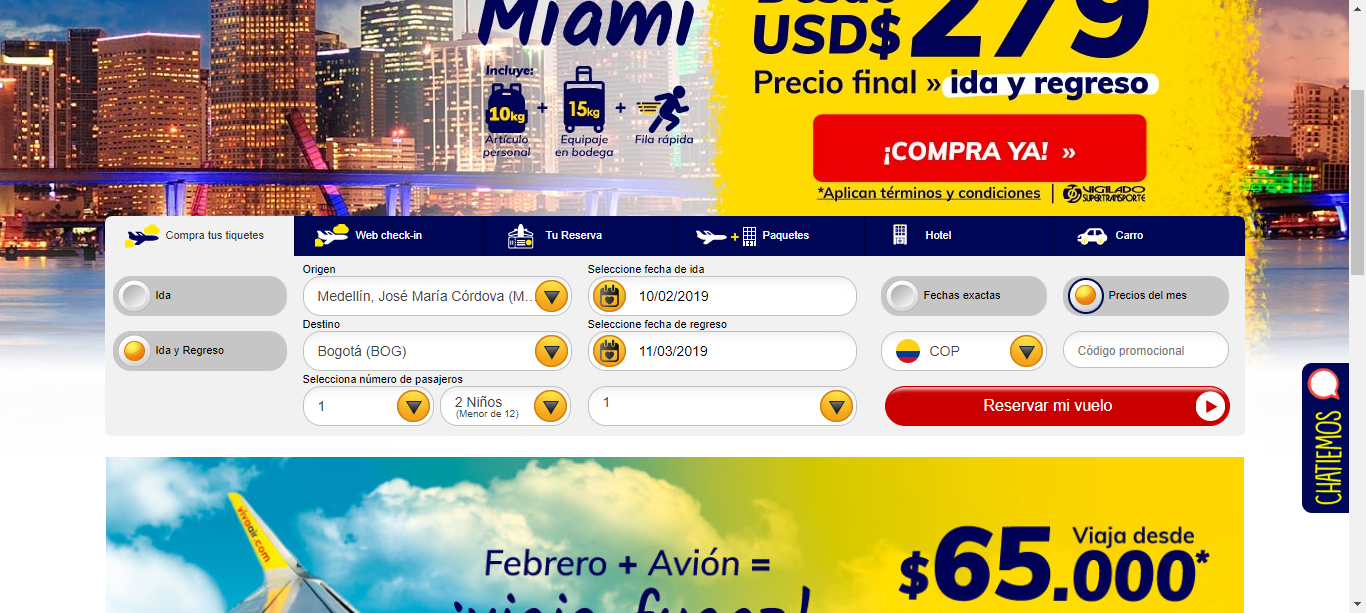 Miami
Desde
USD$279
Incluye:
10kg + 15kg +
Artículo personal
Equipaje en bodega
Fila rápida
Precio final » ida y regreso
¡COMPRA YA! »
*Aplican términos y condiciones | VIGILADO SUPERTRANSPORTE
Compra tus tiquetes
Web check-in
Tu Reserva
Paquetes
Hotel
Carro
Ida
Ida y Regreso
Origen
Medellín, José María Córdova (M...
Destino
Bogotá (BOG)
Selecciona número de pasajeros
1
2 Niños
(Menor de 12)
Seleccione fecha de ida
10/02/2019
Seleccione fecha de regreso
11/03/2019
1
Fechas exactas
Precios del mes
COP
Código promocional
Reservar mi vuelo
CHATIEMOS
vivaair.com
Febrero + Avión =
Viaja desde
$65.000*